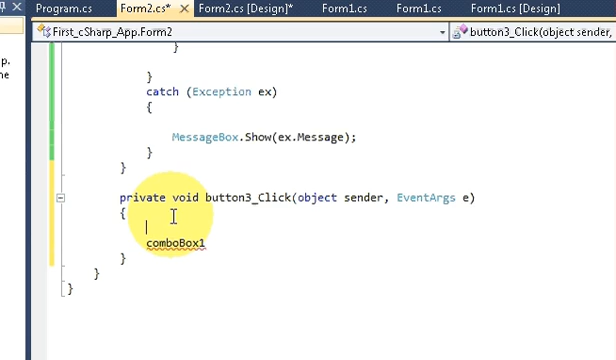 Program.cs Form2.cs* Form2.cs [Design]* Form1.cs Form1.cs Form1.cs [Design]
First_cSharp_App.Form2 button3_Click(object sender,
p.
ne
}
}
catch (Exception ex)
{
MessageBox.Show(ex.Message);
}
}
private void button3_Click(object sender, EventArgs e)
{
comboBox1
}
}
}